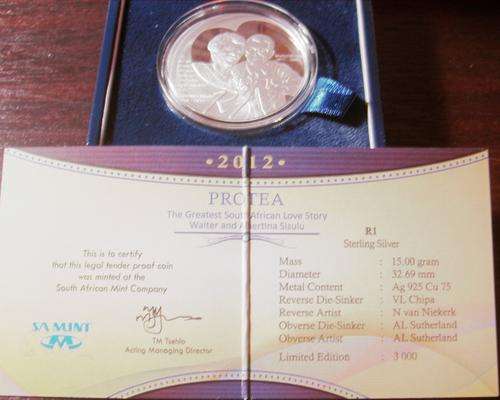 •2012•
PROTEA
The Greatest South African Love Story
Walter and Albertina Sisulu
This is to certify
that this legal tender proof coin
was minted at the
South African Mint Company
SA MINT
TM Tsehlo
Acting Managing Director
R1
Sterling Silver
Mass : 15.00 gram
Diameter : 32.69 mm
Metal Content : Ag 925 Cu 75
Reverse Die-Sinker : VL Chipa
Reverse Artist : N van Niekerk
Obverse Die-Sinker : AL Sutherland
Obverse Artist : AL Sutherland
Limited Edition : 3 000